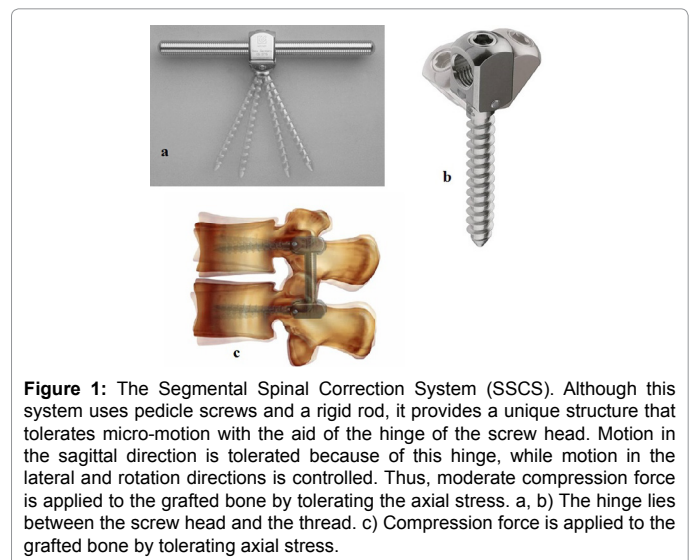 a
b
c
Figure 1: The Segmental Spinal Correction System (SSCS). Although this
system uses pedicle screws and a rigid rod, it provides a unique structure that
tolerates micro-motion with the aid of the hinge of the screw head. Motion in
the sagittal direction is tolerated because of this hinge, while motion in the
lateral and rotation directions is controlled. Thus, moderate compression force
is applied to the grafted bone by tolerating the axial stress. a, b) The hinge lies
between the screw head and the thread. c) Compression force is applied to the
grafted bone by tolerating axial stress.